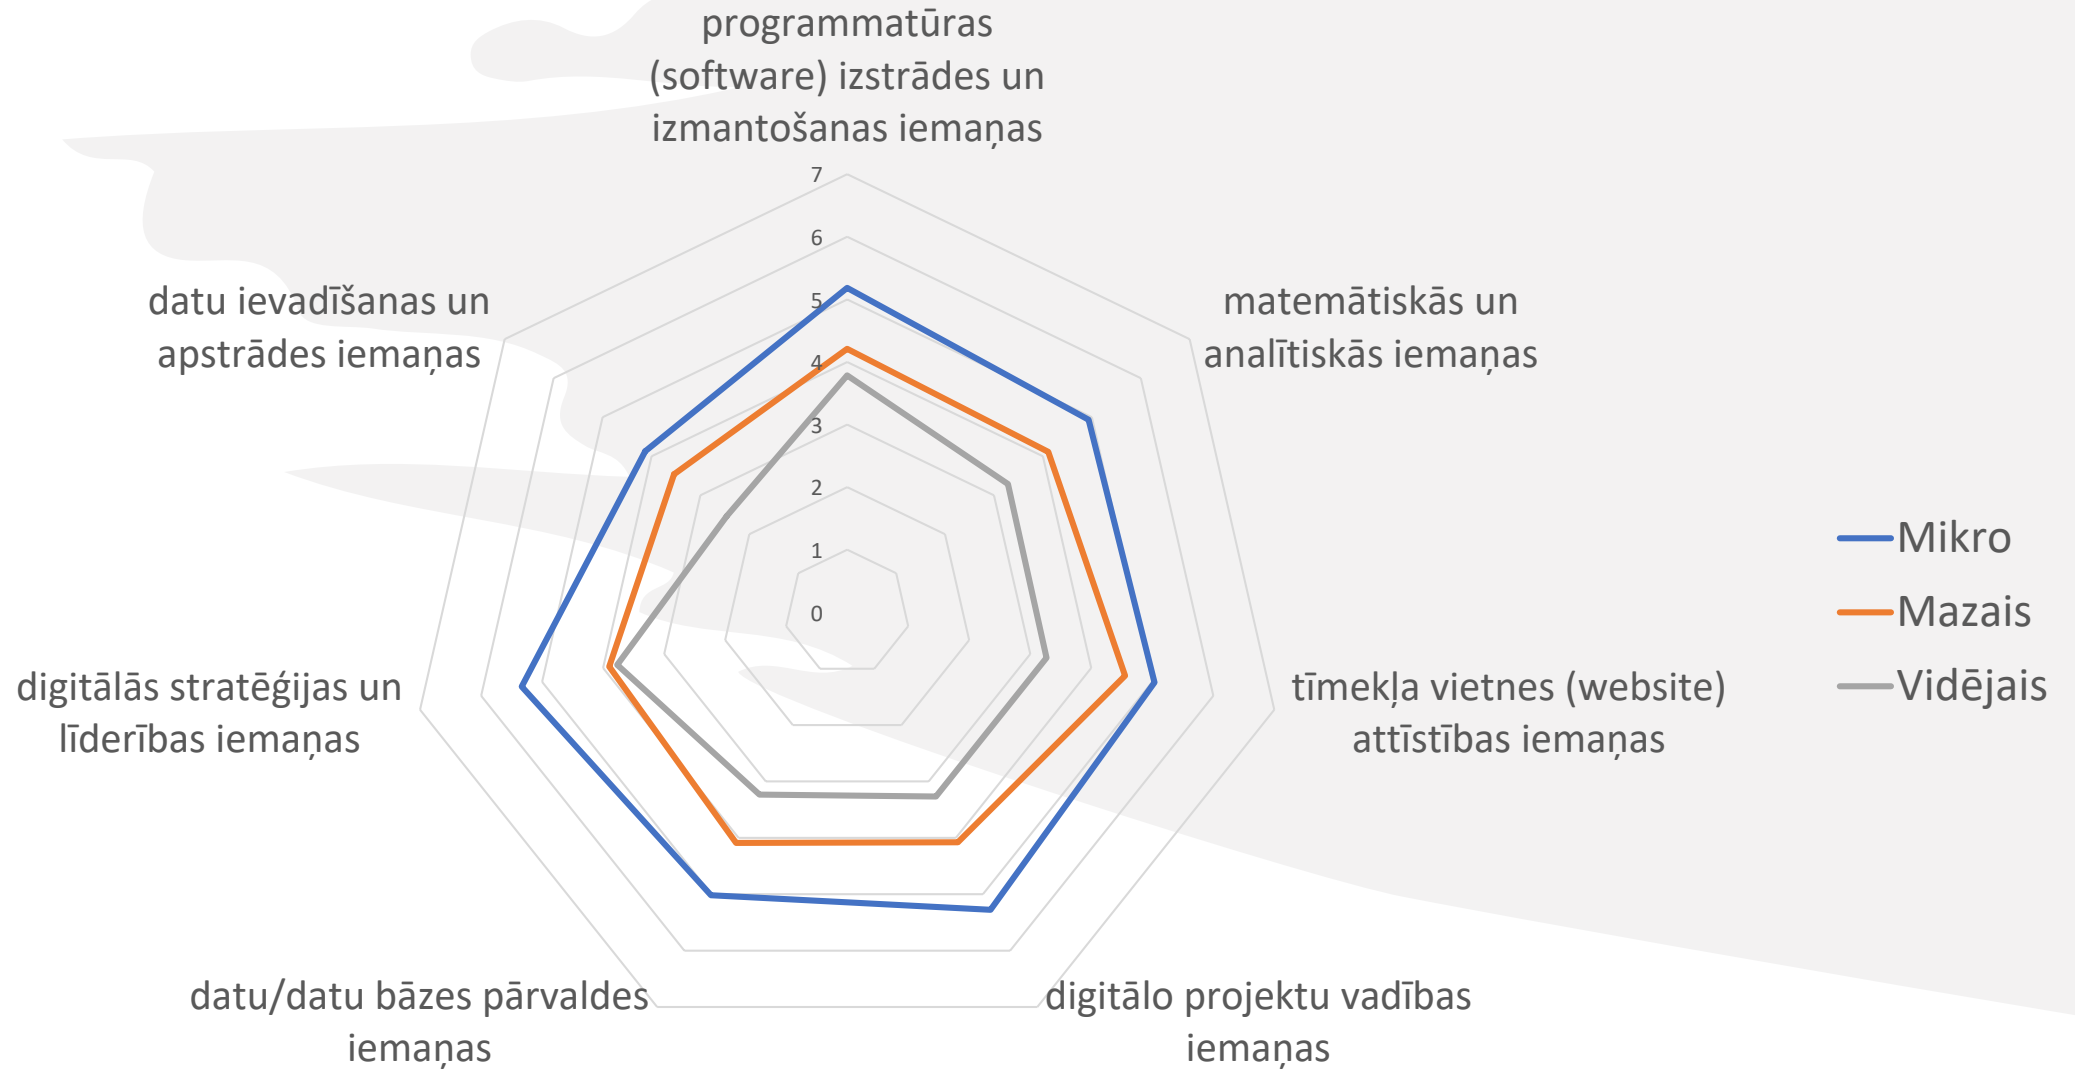 programmatūras
(software) izstrādes un
izmantošanas iemaņas
7
6
5
4
3
2
1
0
matemātiskās un
analītiskās iemaņas
tīmekļa vietnes (website)
attīstības iemaņas
digitālo projektu vadības
iemaņas
datu/datu bāzes pārvaldes
iemaņas
digitālās stratēģijas un
līderības iemaņas
datu ievadīšanas un
apstrādes iemaņas
Mikro
Mazais
Vidējais